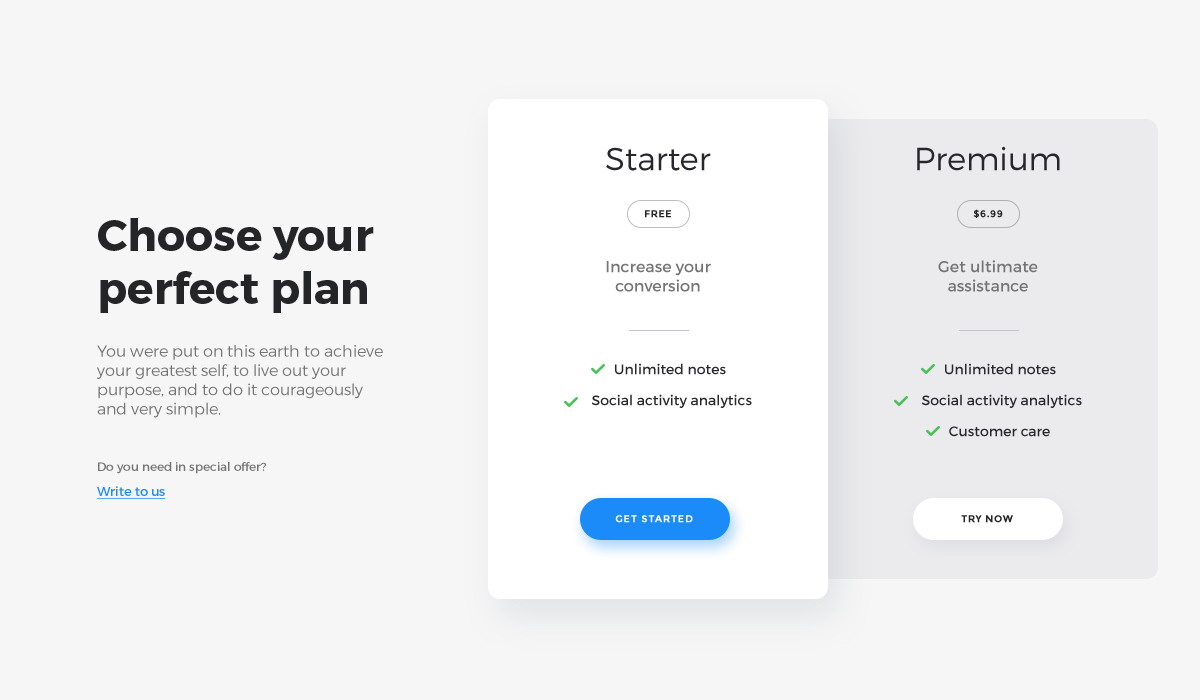 Choose your
perfect plan
You were put on this earth to achieve
your greatest self, to live out your
purpose, and to do it courageously
and very simple.
Do you need in special offer?
Write to us
Starter
FREE
Increase your
conversion
Unlimited notes
Social activity analytics
GET STARTED
Premium
$6.99
Get ultimate
assistance
Unlimited notes
Social activity analytics
Customer care
TRY NOW